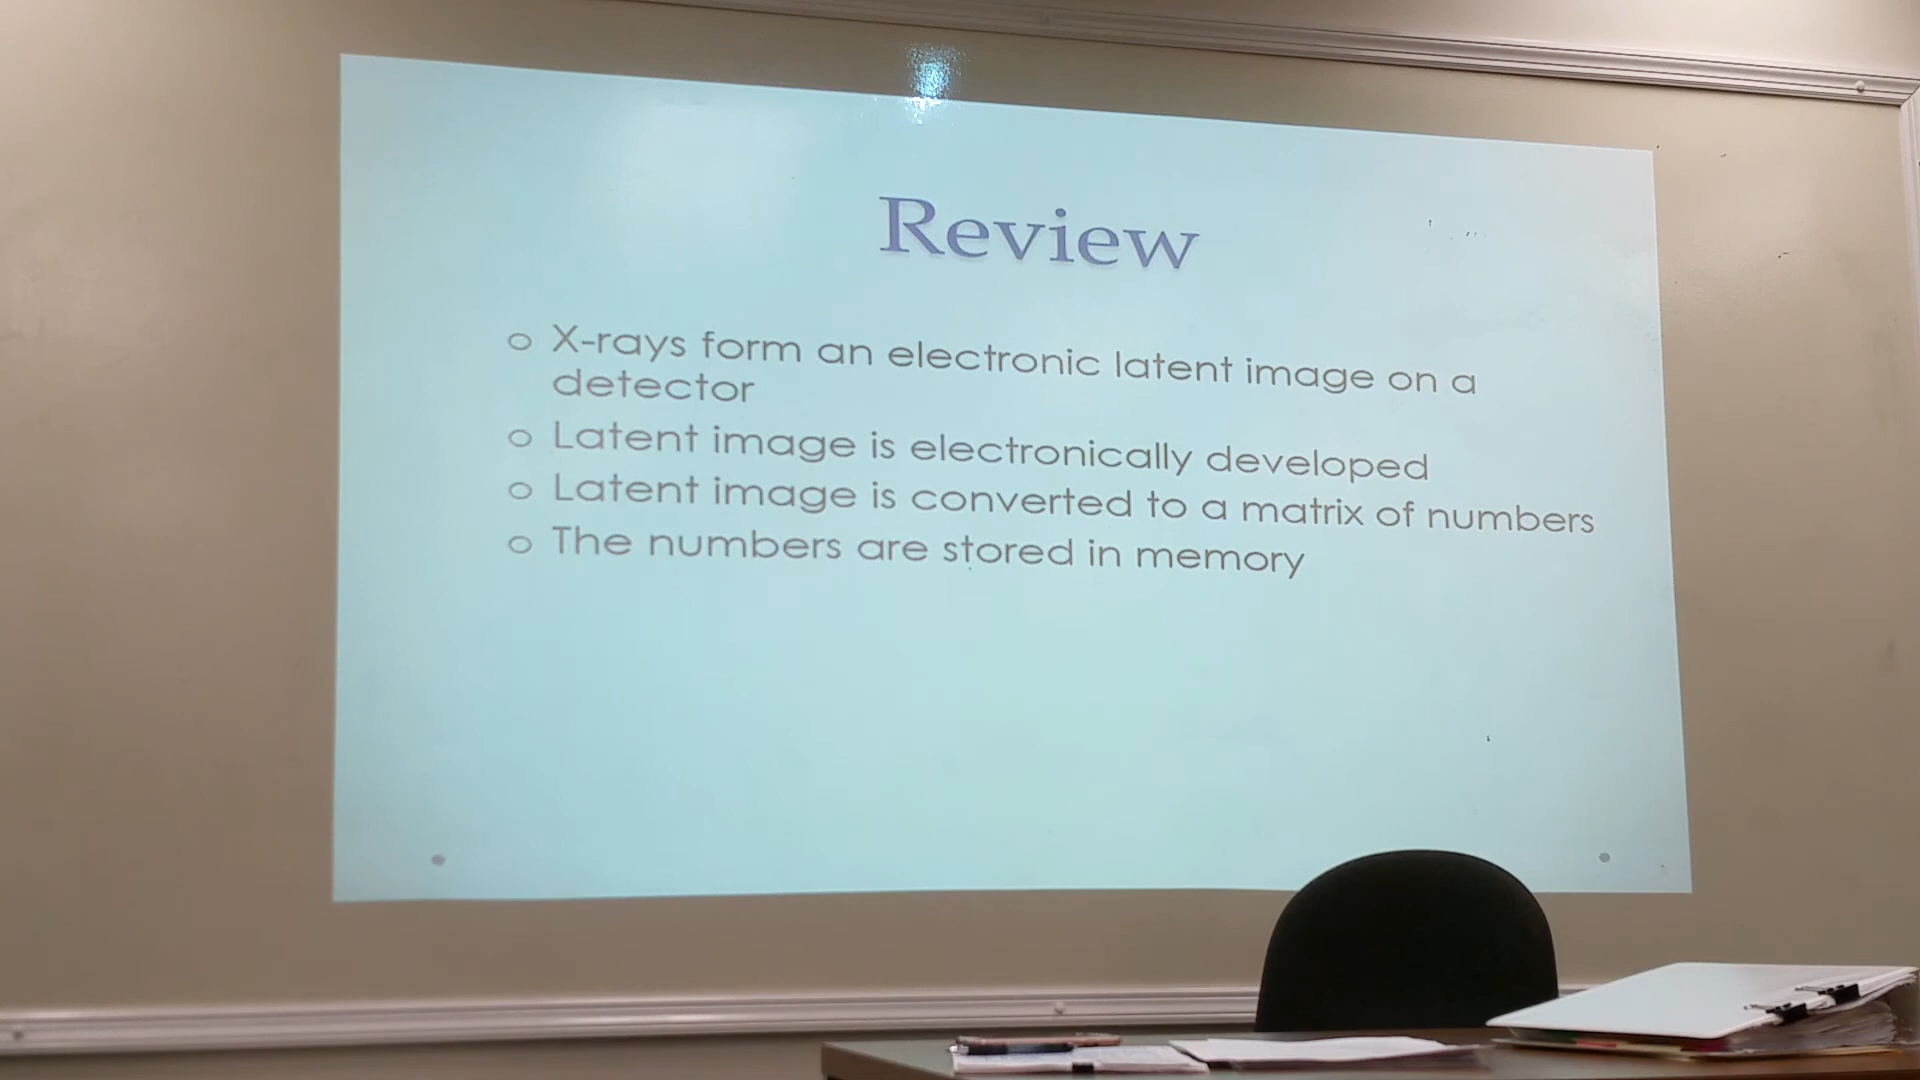 Review
o X-rays form an electronic latent image on a
detector
o Latent image is electronically developed
o Latent image is converted to a matrix of numbers
o The numbers are stored in memory